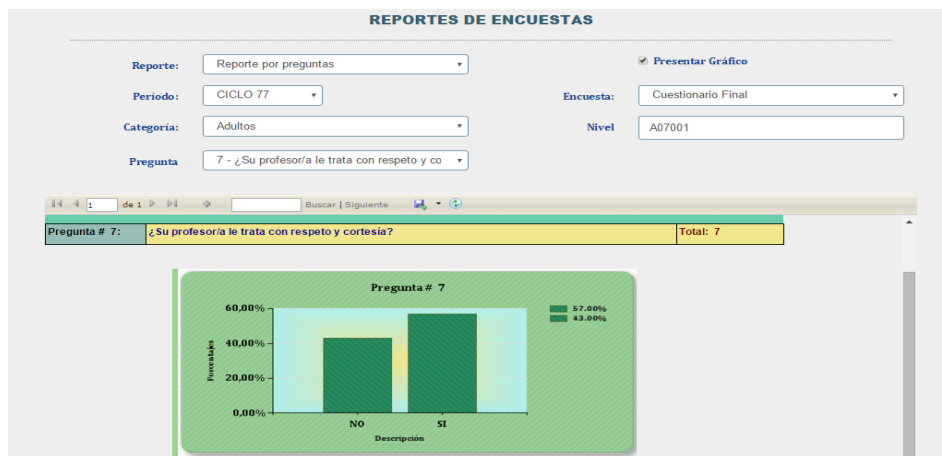 REPORTES DE ENCUESTAS
Reporte: Reporte por preguntas Presentar Gráfico
Período: CICLO 77 Encuesta: Cuestionario Final
Categoría: Adultos Nivel A07001
Pregunta 7 - ¿Su profesor/a le trata con respeto y co
1 de 1 Buscar | Siguiente
Pregunta # 7: ¿Su profesor/a le trata con respeto y cortesía? Total: 7
Pregunta # 7
60,00%
57.00%
43.00%
40,00%
Porcentajes
20,00%
0,00%
NO SI
Descripción